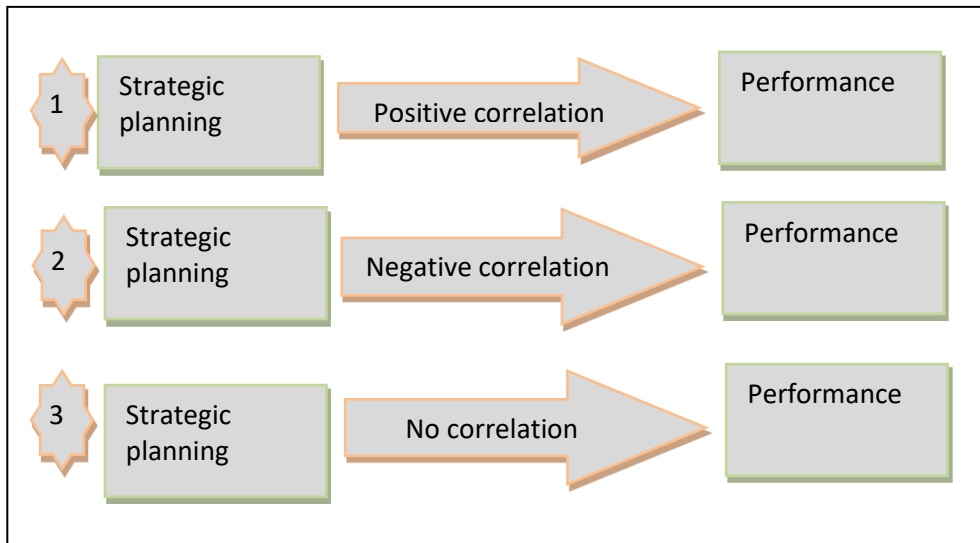 1
Strategic
planning
Positive correlation
Performance
2
Strategic
planning
Negative correlation
Performance
3
Strategic
planning
No correlation
Performance